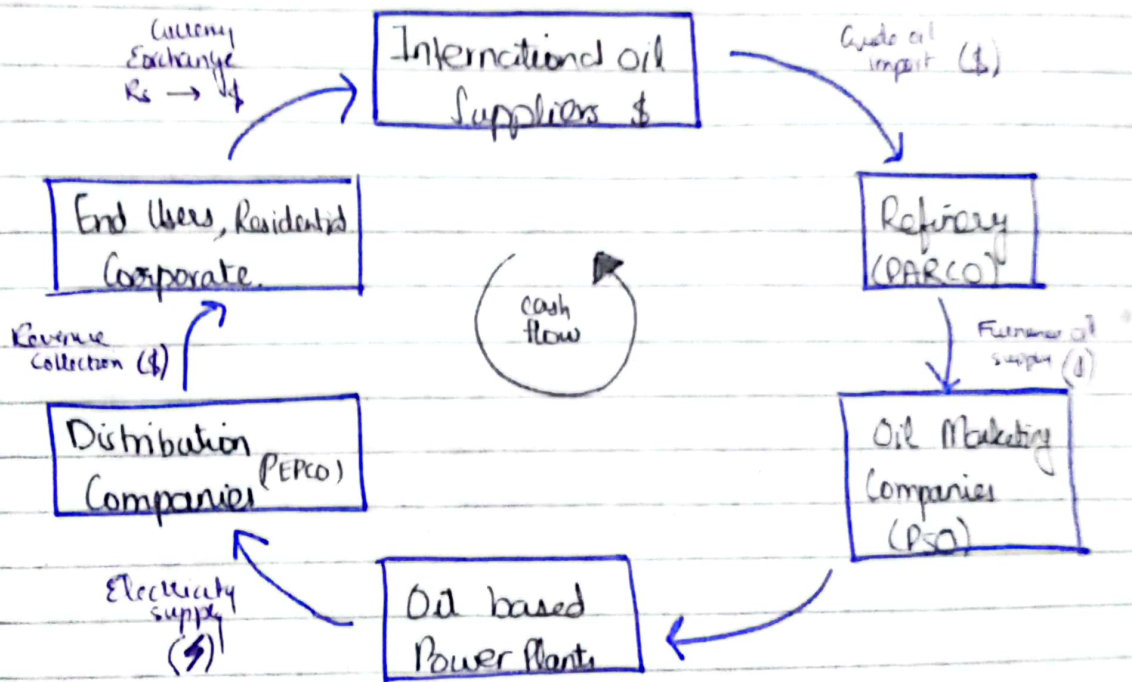 Currency
Exchange
Rs → $
International oil
Suppliers $
Crude oil
import ($)
End Users, Residential
Corporate.
Refinery
(PARCO)
cash
flow
Revenue
Collection ($)
Furnance oil
supply ($)
Distribution
Companies (PEPCO)
Oil Marketing
Companies
(PSO)
Electricity
supply
(⚡)
Oil based
Power Plants